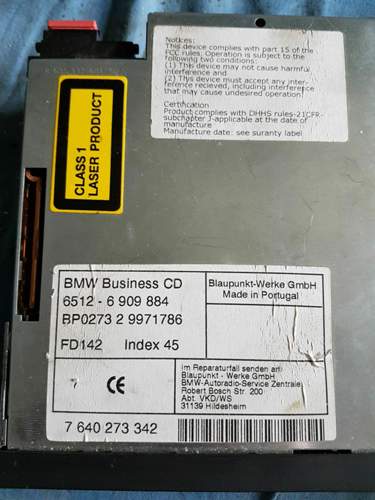 Notices:
This device complies with part 15 of the
FCC rules. Operation is subject to the
following two conditions:
(1) This device may not cause harmful
interference and
(2) This device must accept any inter-
ference recieved, including interference
that may cause undesired operation.
Certification
Product complies with DHHS rules-21CFR-
subchapter J-applicable at the date of
manufacture
Manufacture date: see suranty label
CLASS 1
LASER PRODUCT
BMW Business CD
6512 - 6 909 884
BP0273 2 9971786
FD142 Index 45
Blaupunkt-Werke GmbH
Made in Portugal
CE
im Reparaturfall senden an:
Blaupunkt - Werke GmbH
BMW-Autoradio-Service Zentrale
Robert Bosch Str. 200
Abt. VKD/WS
31139 Hildesheim
7 640 273 342